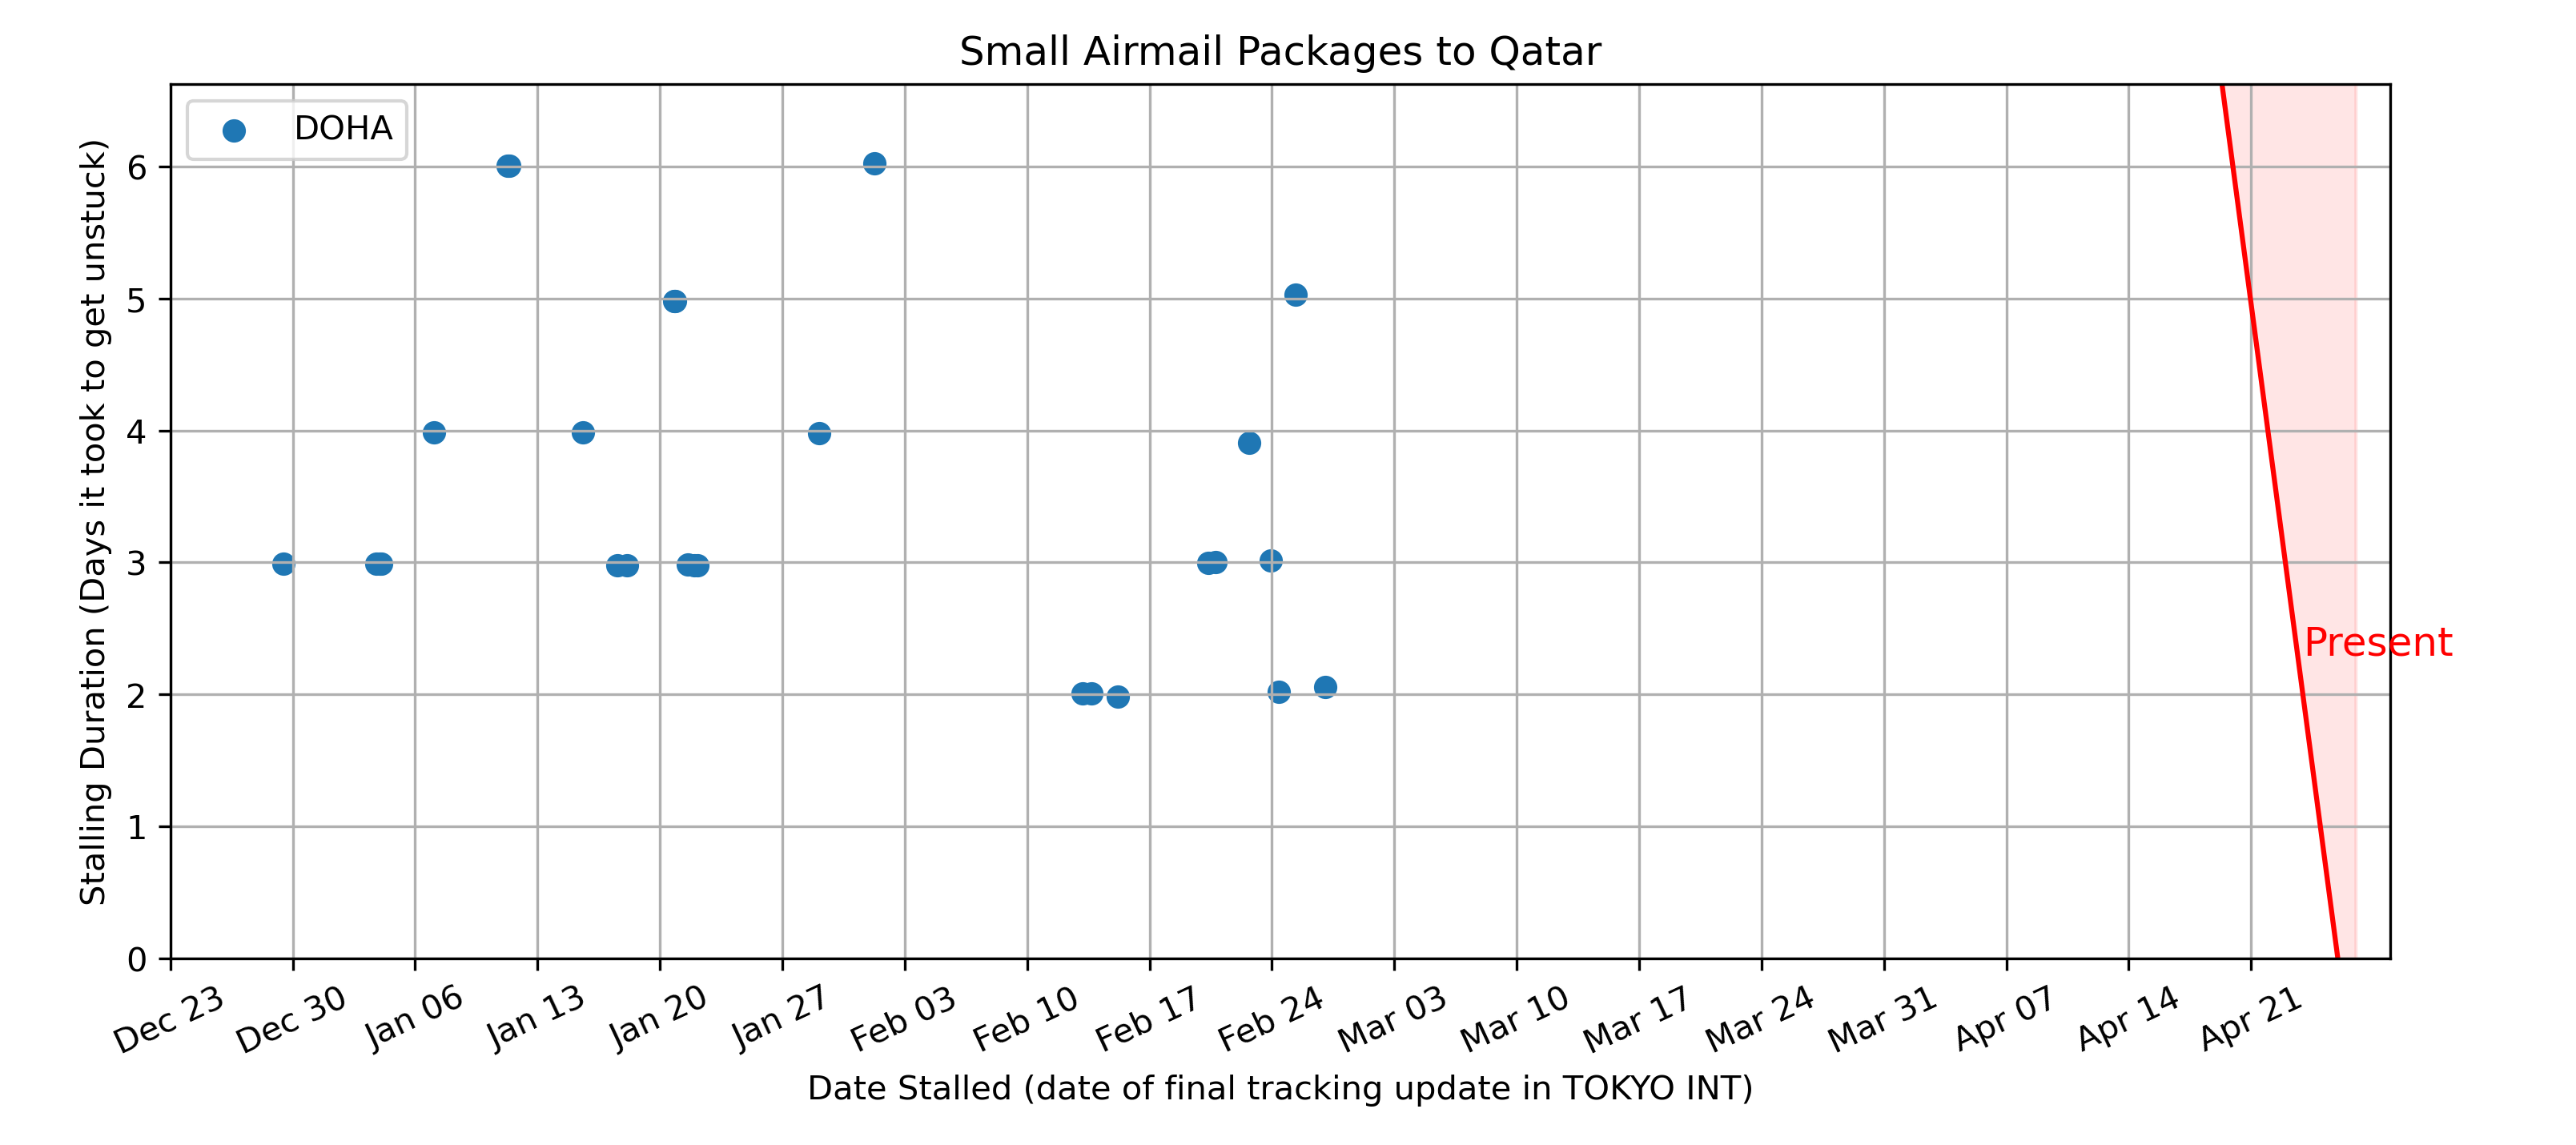 Small Airmail Packages to Qatar
DOHA
Stalling Duration (Days it took to get unstuck)
6
5
4
3
2
1
0
Present
Dec 23
Dec 30
Jan 06
Jan 13
Jan 20
Jan 27
Feb 03
Feb 10
Feb 17
Feb 24
Mar 03
Mar 10
Mar 17
Mar 24
Mar 31
Apr 07
Apr 14
Apr 21
Date Stalled (date of final tracking update in TOKYO INT)